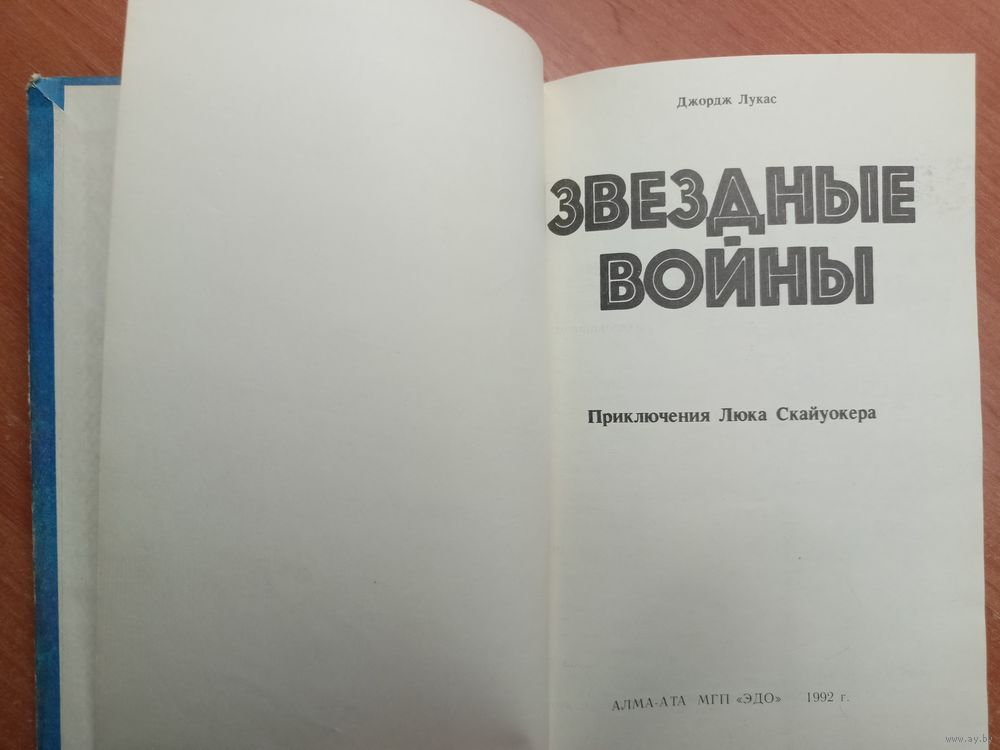 Джордж Лукас
ЗВЕЗДНЫЕ
ВОЙНЫ
Приключения Люка Скайуокера
АЛМА-АТА МГП «ЭДО» 1992 г.